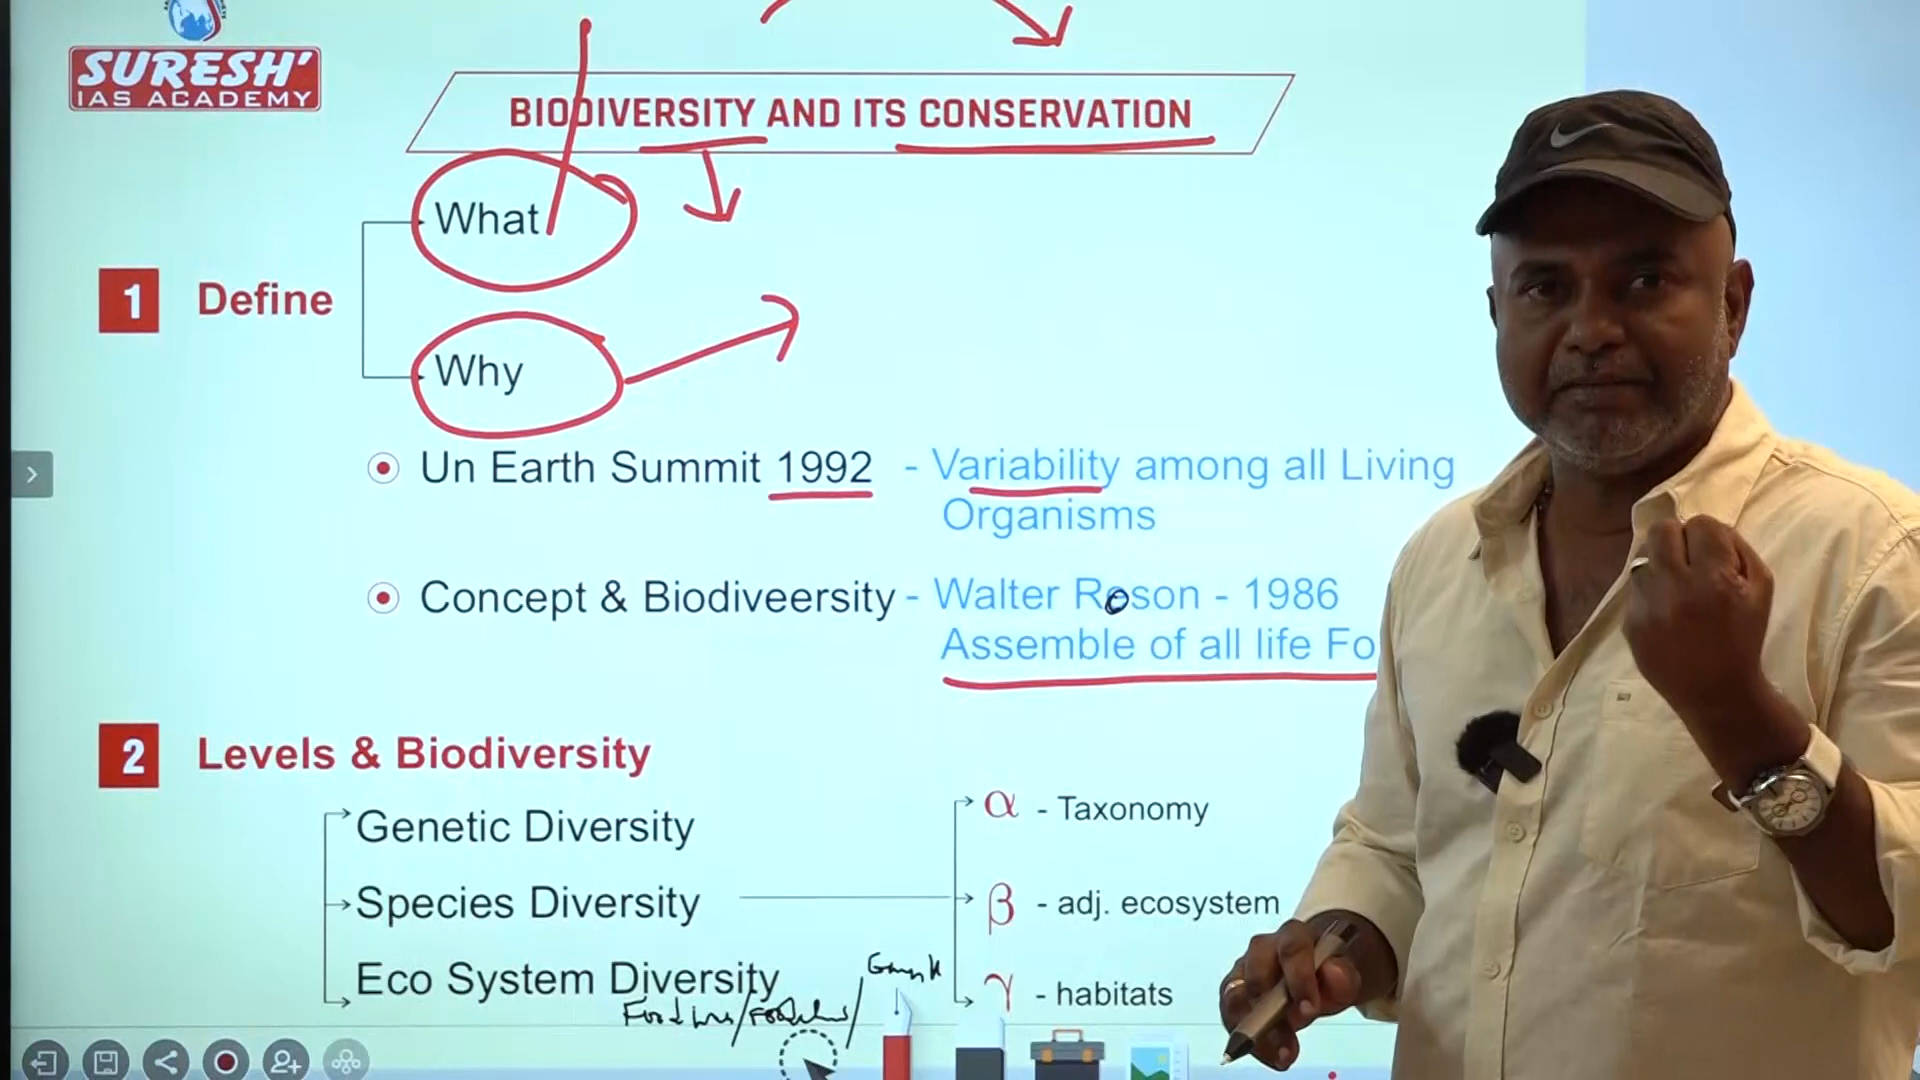 SURESH'
IAS ACADEMY
BIODIVERSITY AND ITS CONSERVATION
What
1 Define
Why
Un Earth Summit 1992 - Variability among all Living
Organisms
Concept & Biodiveersity - Walter Roson - 1986
Assemble of all life Fo
2 Levels & Biodiversity
Genetic Diversity
α - Taxonomy
Species Diversity
β - adj. ecosystem
Eco System Diversity
γ - habitats